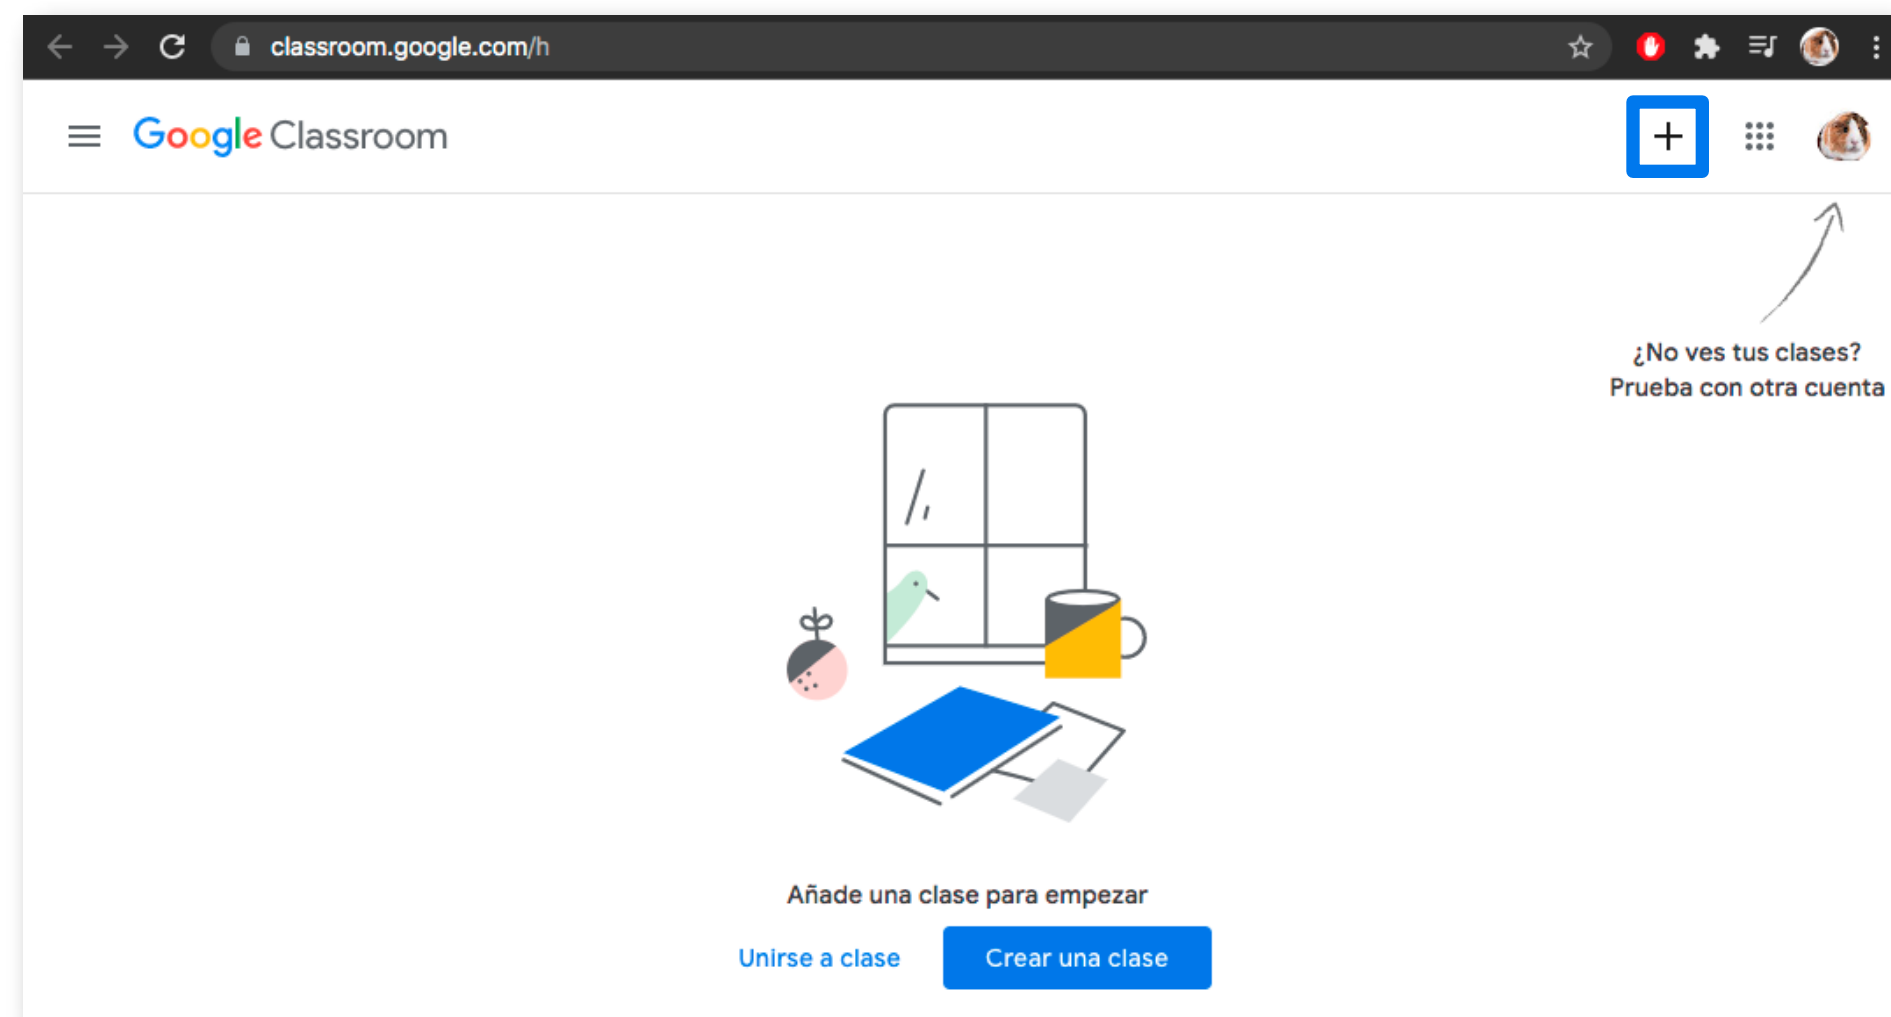 classroom.google.com/h
Google Classroom
¿No ves tus clases?
Prueba con otra cuenta
Añade una clase para empezar
Unirse a clase
Crear una clase